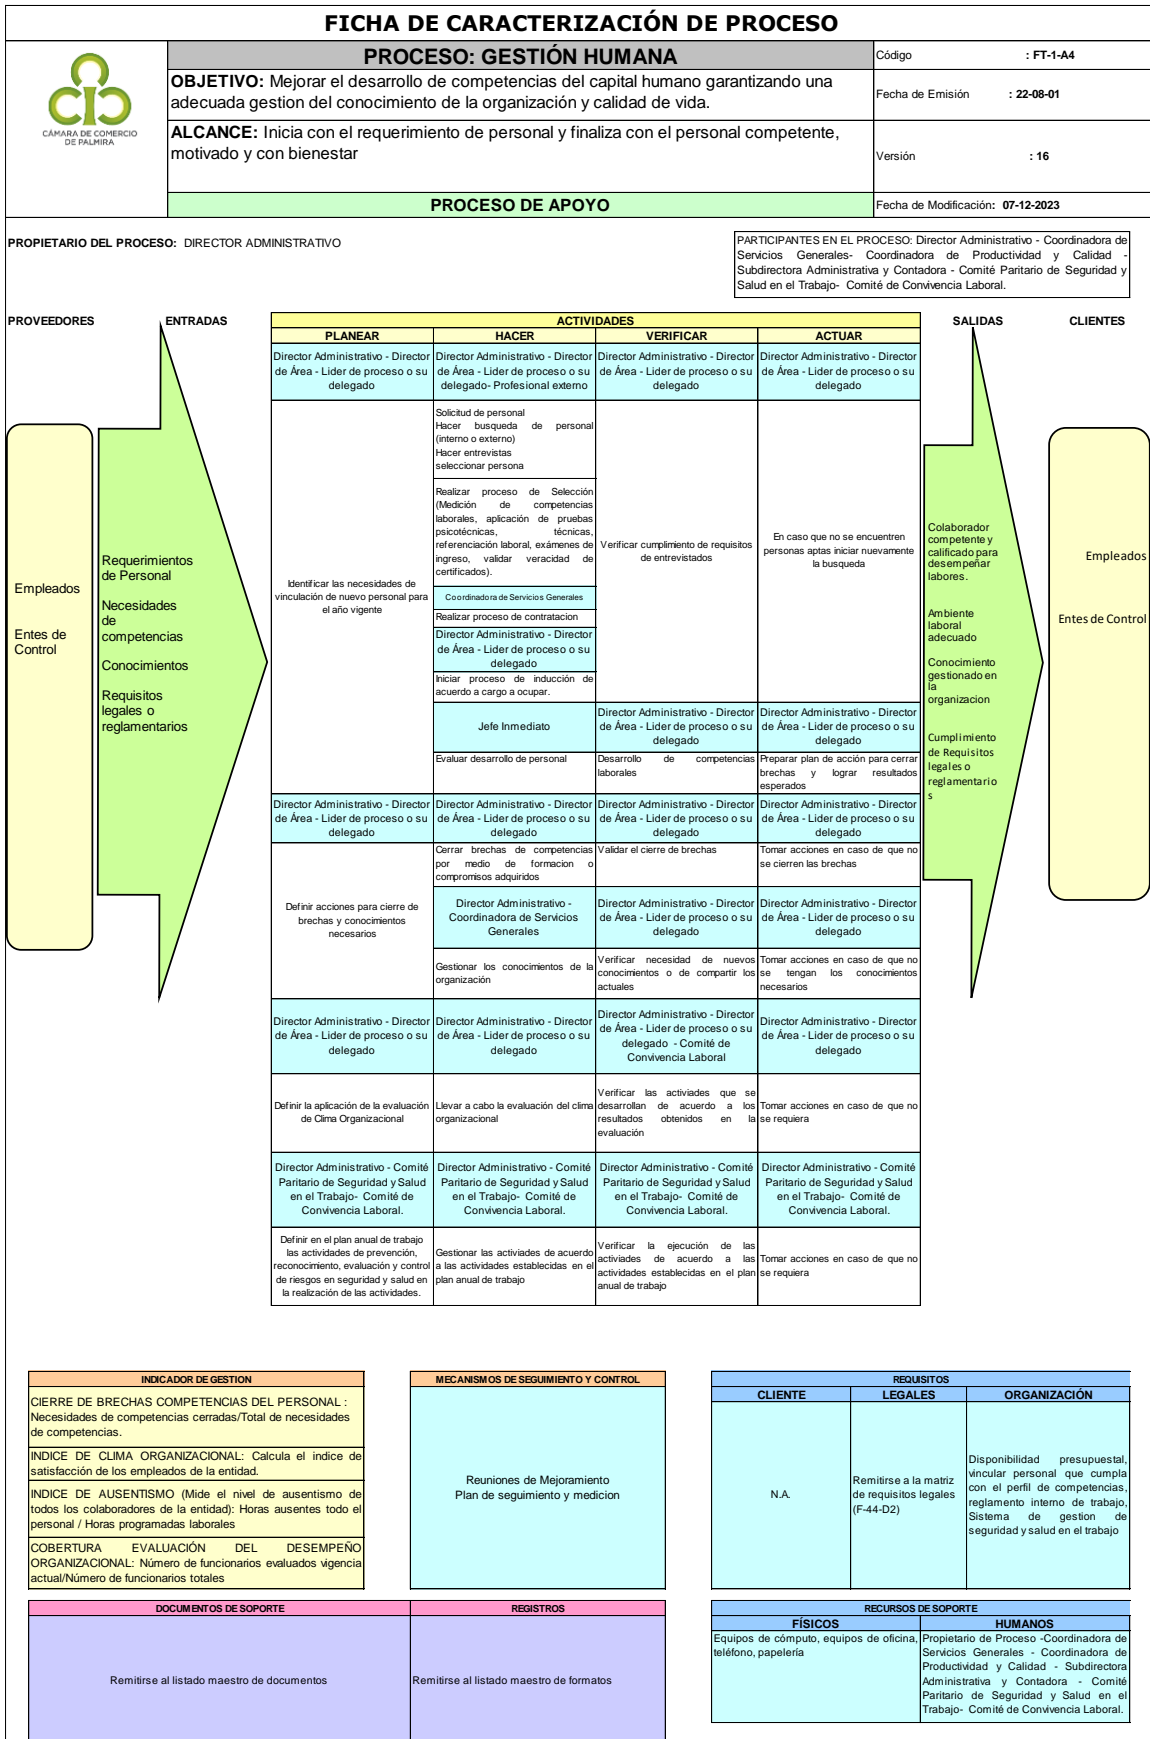 FICHA DE CARACTERIZACIÓN DE PROCESO
CÁMARA DE COMERCIO
DE PALMIRA
PROCESO: GESTIÓN HUMANA
OBJETIVO: Mejorar el desarrollo de competencias del capital humano garantizando una
adecuada gestion del conocimiento de la organización y calidad de vida.
ALCANCE: Inicia con el requerimiento de personal y finaliza con el personal competente,
motivado y con bienestar
PROCESO DE APOYO
Código : FT-1-A4
Fecha de Emisión : 22-08-01
Versión : 16
Fecha de Modificación: 07-12-2023
PROPIETARIO DEL PROCESO: DIRECTOR ADMINISTRATIVO
PARTICIPANTES EN EL PROCESO: Director Administrativo - Coordinadora de
Servicios Generales- Coordinadora de Productividad y Calidad -
Subdirectora Administrativa y Contadora - Comité Paritario de Seguridad y
Salud en el Trabajo- Comité de Convivencia Laboral.
PROVEEDORES
Empleados
Entes de
Control
ENTRADAS
Requerimientos
de Personal
Necesidades
de
competencias
Conocimientos
Requisitos
legales o
reglamentarios
ACTIVIDADES
PLANEAR HACER VERIFICAR ACTUAR
Director Administrativo - Director
de Área - Lider de proceso o su
delegado
Director Administrativo - Director
de Área - Lider de proceso o su
delegado- Profesional externo
Director Administrativo - Director
de Área - Lider de proceso o su
delegado
Director Administrativo - Director
de Área - Lider de proceso o su
delegado
Identificar las necesidades de
vinculación de nuevo personal para
el año vigente
Solicitud de personal
Hacer busqueda de personal
(interno o externo)
Hacer entrevistas
seleccionar persona
Realizar proceso de Selección
(Medición de competencias
laborales, aplicación de pruebas
psicotécnicas, técnicas,
referenciación laboral, exámenes de
ingreso, validar veracidad de
certificados).
Coordinadora de Servicios Generales
Realizar proceso de contratacion
Director Administrativo - Director
de Área - Lider de proceso o su
delegado
Iniciar proceso de inducción de
acuerdo a cargo a ocupar.
Verificar cumplimiento de requisitos
de entrevistados
En caso que no se encuentren
personas aptas iniciar nuevamente
la busqueda
Jefe Inmediato
Director Administrativo - Director
de Área - Lider de proceso o su
delegado
Director Administrativo - Director
de Área - Lider de proceso o su
delegado
Evaluar desarrollo de personal
Desarrollo de competencias
laborales
Preparar plan de acción para cerrar
brechas y lograr resultados
esperados
Director Administrativo - Director
de Área - Lider de proceso o su
delegado
Director Administrativo - Director
de Área - Lider de proceso o su
delegado
Director Administrativo - Director
de Área - Lider de proceso o su
delegado
Director Administrativo - Director
de Área - Lider de proceso o su
delegado
Definir acciones para cierre de
brechas y conocimientos
necesarios
Cerrar brechas de competencias
por medio de formacion o
compromisos adquiridos
Validar el cierre de brechas
Tomar acciones en caso de que no
se cierren las brechas
Director Administrativo -
Coordinadora de Servicios
Generales
Director Administrativo - Director
de Área - Lider de proceso o su
delegado
Director Administrativo - Director
de Área - Lider de proceso o su
delegado
Gestionar los conocimientos de la
organización
Verificar necesidad de nuevos
conocimientos o de compartir los
actuales
Tomar acciones en caso de que no
se tengan los conocimientos
necesarios
Director Administrativo - Director
de Área - Lider de proceso o su
delegado
Director Administrativo - Director
de Área - Lider de proceso o su
delegado
Director Administrativo - Director
de Área - Lider de proceso o su
delegado - Comité de
Convivencia Laboral
Director Administrativo - Director
de Área - Lider de proceso o su
delegado
Definir la aplicación de la evaluación
de Clima Organizacional
Llevar a cabo la evaluación del clima
organizacional
Verificar las activiades que se
desarrollan de acuerdo a los
resultados obtenidos en la
evaluación
Tomar acciones en caso de que no
se requiera
Director Administrativo - Comité
Paritario de Seguridad y Salud
en el Trabajo- Comité de
Convivencia Laboral.
Director Administrativo - Comité
Paritario de Seguridad y Salud
en el Trabajo- Comité de
Convivencia Laboral.
Director Administrativo - Comité
Paritario de Seguridad y Salud
en el Trabajo- Comité de
Convivencia Laboral.
Director Administrativo - Comité
Paritario de Seguridad y Salud
en el Trabajo- Comité de
Convivencia Laboral.
Definir en el plan anual de trabajo
las actividades de prevención,
reconocimiento, evaluación y control
de riesgos en seguridad y salud en
la realización de las actividades.
Gestionar las activiades de acuerdo
a las actividades establecidas en el
plan anual de trabajo
Verificar la ejecución de las
activiades de acuerdo a las
actividades establecidas en el plan
anual de trabajo
Tomar acciones en caso de que no
se requiera
SALIDAS
Colaborador
competente y
calificado para
desempeñar
labores.
Ambiente
laboral
adecuado
Conocimiento
gestionado en
la
organizacion
Cumplimiento
de Requisitos
legales o
reglamentario
s
CLIENTES
Empleados
Entes de Control
INDICADOR DE GESTION
CIERRE DE BRECHAS COMPETENCIAS DEL PERSONAL :
Necesidades de competencias cerradas/Total de necesidades
de competencias.
INDICE DE CLIMA ORGANIZACIONAL: Calcula el indice de
satisfacción de los empleados de la entidad.
INDICE DE AUSENTISMO (Mide el nivel de ausentismo de
todos los colaboradores de la entidad): Horas ausentes todo el
personal / Horas programadas laborales
COBERTURA EVALUACIÓN DEL DESEMPEÑO
ORGANIZACIONAL: Número de funcionarios evaluados vigencia
actual/Número de funcionarios totales
MECANISMOS DE SEGUIMIENTO Y CONTROL
Reuniones de Mejoramiento
Plan de seguimiento y medicion
REQUISITOS
CLIENTE LEGALES ORGANIZACIÓN
N.A.
Remitirse a la matriz
de requisitos legales
(F-44-D2)
Disponibilidad presupuestal,
vincular personal que cumpla
con el perfil de competencias,
reglamento interno de trabajo,
Sistema de gestion de
seguridad y salud en el trabajo
DOCUMENTOS DE SOPORTE
Remitirse al listado maestro de documentos
REGISTROS
Remitirse al listado maestro de formatos
RECURSOS DE SOPORTE
FÍSICOS HUMANOS
Equipos de cómputo, equipos de oficina,
teléfono, papelería
Propietario de Proceso -Coordinadora de
Servicios Generales - Coordinadora de
Productividad y Calidad - Subdirectora
Administrativa y Contadora - Comité
Paritario de Seguridad y Salud en el
Trabajo- Comité de Convivencia Laboral.